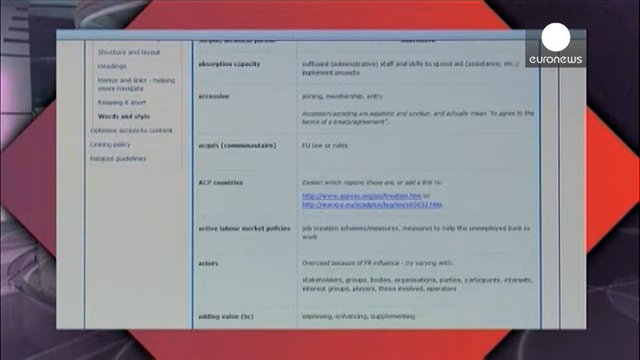 euronews
Structure and layout
Headings
Menus and links - helping
users navigate
Keeping it short
Words and style
Optimise access to content
Linking policy
Related guidelines
absorptive capacity
sufficient (administrative) staff and skills to spend aid (assistance, etc.)/
implement projects
accession
joining, membership, entry
Accession/acceding are legalistic and unclear, and actually mean "to agree to the
terms of a treaty/agreement".
acquis (communautaire)
EU law or rules
ACP countries
Explain which regions these are, or add a link to:
or
active labour market policies
job creation schemes/measures, measures to help the unemployed back to
work
actors
Overused because of FR influence - try varying with:
stakeholders, groups, bodies, organisations, parties, participants, interests,
interest groups, players, those involved, operators
adding value (to)
improving, enhancing, supplementing